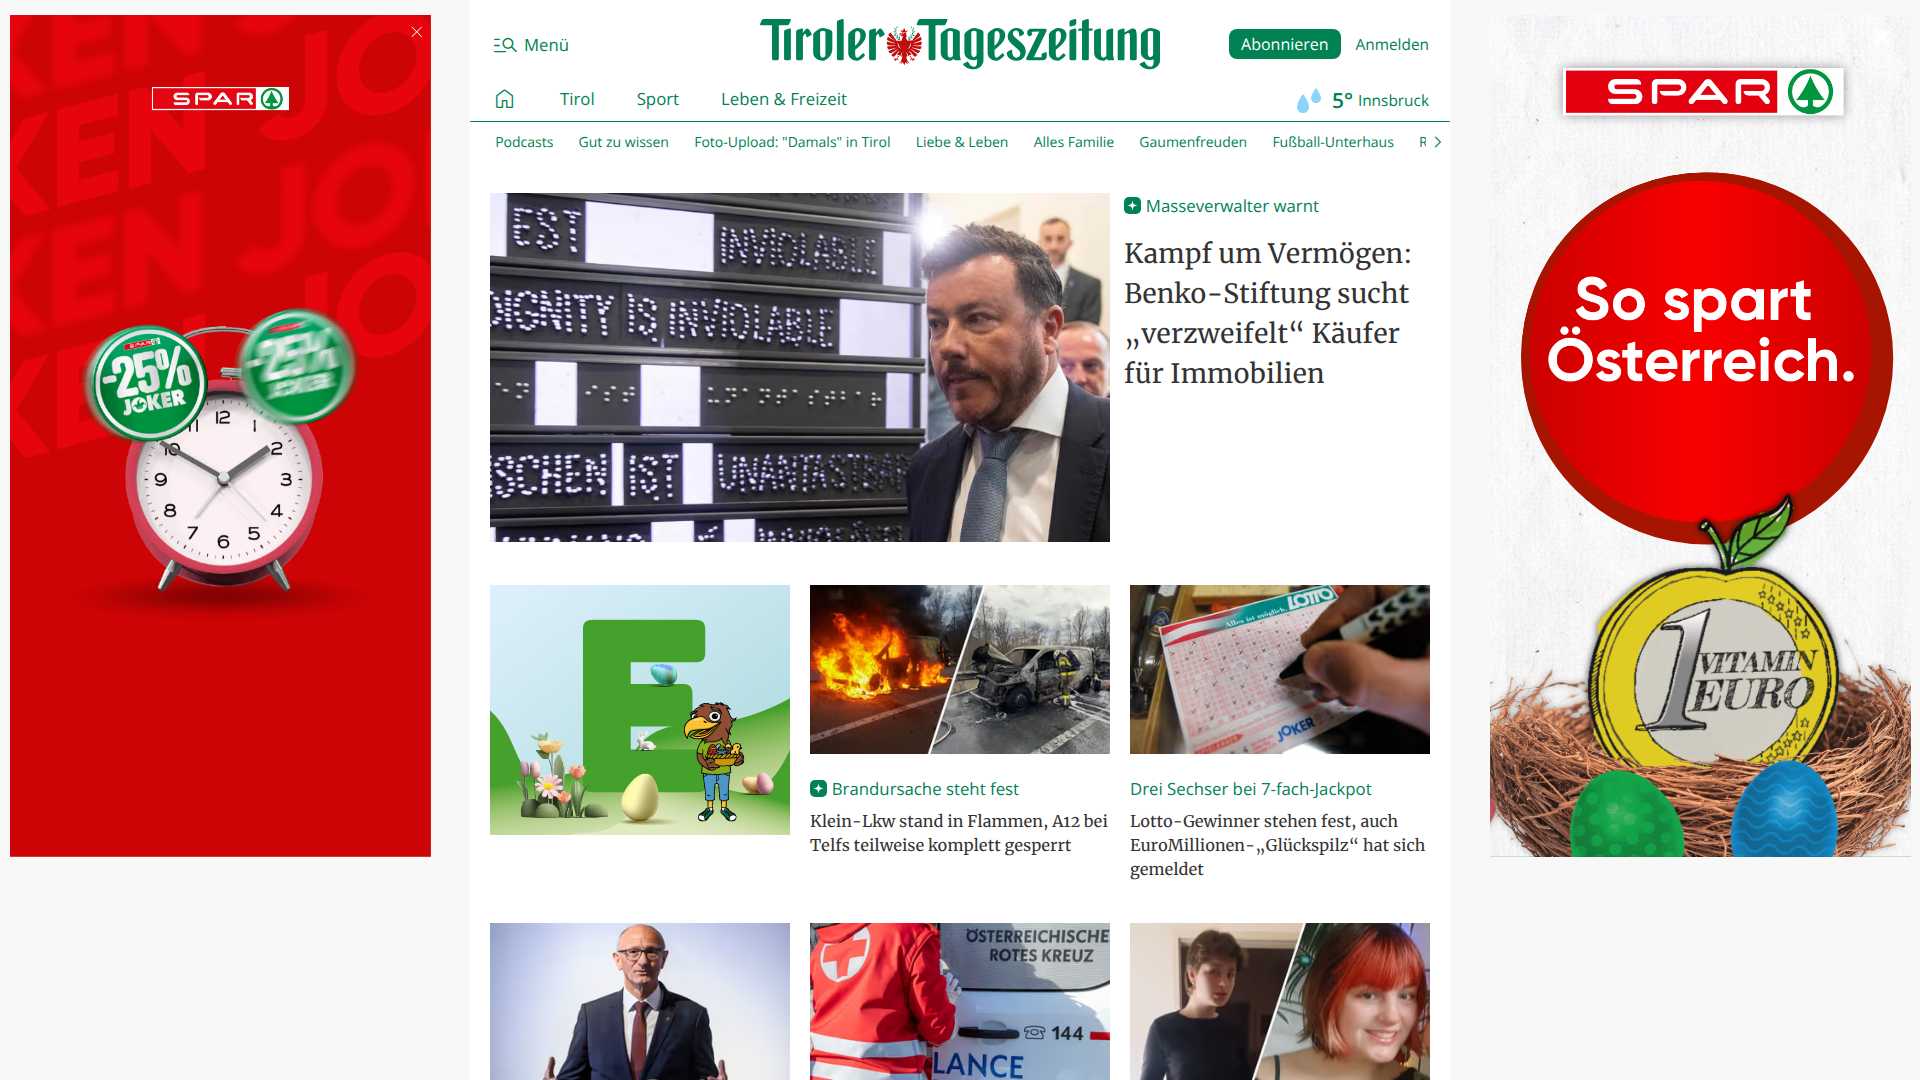 Menü
Tiroler Tageszeitung
Abonnieren
Anmelden
Tirol
Sport
Leben & Freizeit
5° Innsbruck
Podcasts
Gut zu wissen
Foto-Upload: "Damals" in Tirol
Liebe & Leben
Alles Familie
Gaumenfreuden
Fußball-Unterhaus
SPAR
-25%
JOKER
-25%
JOKER
12
11
1
10
2
9
3
8
4
7
5
6
EST
INVIOLABLE
DIGNITY IS INVIOLABLE
SCHEN IST
Masseverwalter warnt
Kampf um Vermögen:
Benko-Stiftung sucht
„verzweifelt“ Käufer
für Immobilien
E
LOTTO
Alles ist möglich.
JOKER
Brandursache steht fest
Klein-Lkw stand in Flammen, A12 bei
Telfs teilweise komplett gesperrt
Drei Sechser bei 7-fach-Jackpot
Lotto-Gewinner stehen fest, auch
EuroMillionen-„Glückspilz“ hat sich
gemeldet
ÖSTERREICHISCHE
ROTES KREUZ
144
LANCE
SPAR
So spart
Österreich.
1
VITAMIN
EURO